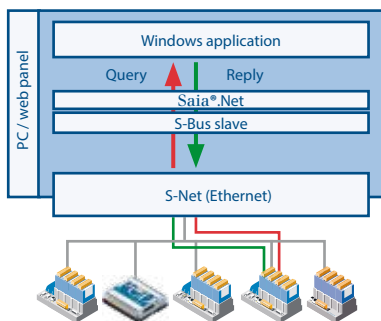 PC / web panel
Windows application
Query
Reply
Saia®.Net
S-Bus slave
S-Net (Ethernet)